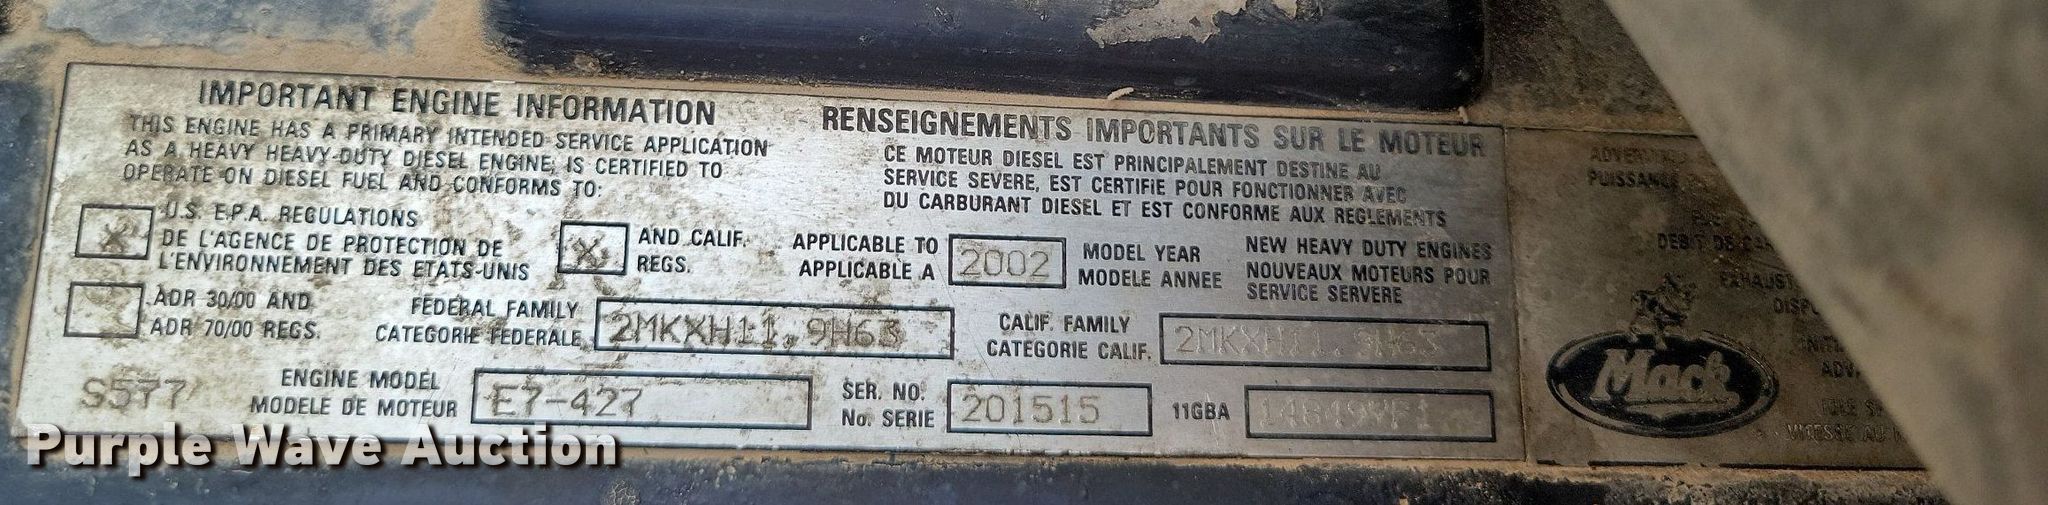 IMPORTANT ENGINE INFORMATION
THIS ENGINE HAS A PRIMARY INTENDED SERVICE APPLICATION
AS A HEAVY HEAVY-DUTY DIESEL ENGINE, IS CERTIFIED TO
OPERATE ON DIESEL FUEL AND CONFORMS TO:
RENSEIGNEMENTS IMPORTANTS SUR LE MOTEUR
CE MOTEUR DIESEL EST PRINCIPALEMENT DESTINE AU
SERVICE SEVERE, EST CERTIFIE POUR FONCTIONNER AVEC
DU CARBURANT DIESEL ET EST CONFORME AUX REGLEMENTS
X
U.S. E.P.A. REGULATIONS
DE L'AGENCE DE PROTECTION DE
L'ENVIRONNEMENT DES ETATS-UNIS
X
AND CALIF.
REGS.
APPLICABLE TO
APPLICABLE A
2002
MODEL YEAR
MODELE ANNEE
NEW HEAVY DUTY ENGINES
NOUVEAUX MOTEURS POUR
SERVICE SERVERE
ADR 30/00 AND
ADR 70/00 REGS.
FEDERAL FAMILY
CATEGORIE FEDERALE
2MKXH11.9H63
CALIF. FAMILY
CATEGORIE CALIF.
2MKXH11.9H63
S577
ENGINE MODEL
MODELE DE MOTEUR
E7-427
SER. NO.
No. SERIE
201515
11GBA
PUISSANCE
Mack
Purple Wave Auction